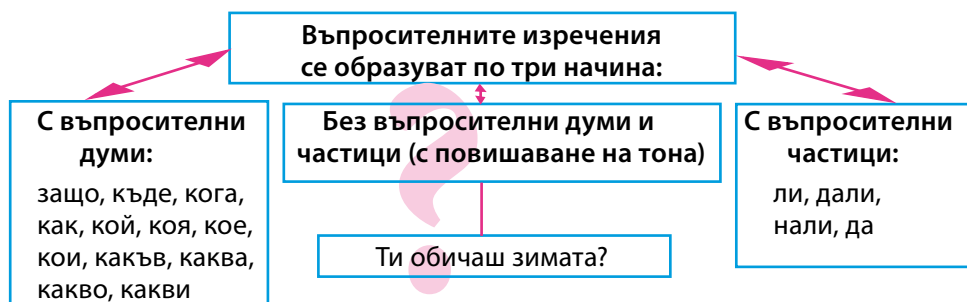 Въпросителните изречения
се образуват по три начина:
С въпросителни
думи:
защо, къде, кога,
как, кой, коя, кое,
кои, какъв, каква,
какво, какви
Без въпросителни думи и
частици (с повишаване на тона)
Ти обичаш зимата?
С въпросителни
частици:
ли, дали,
нали, да